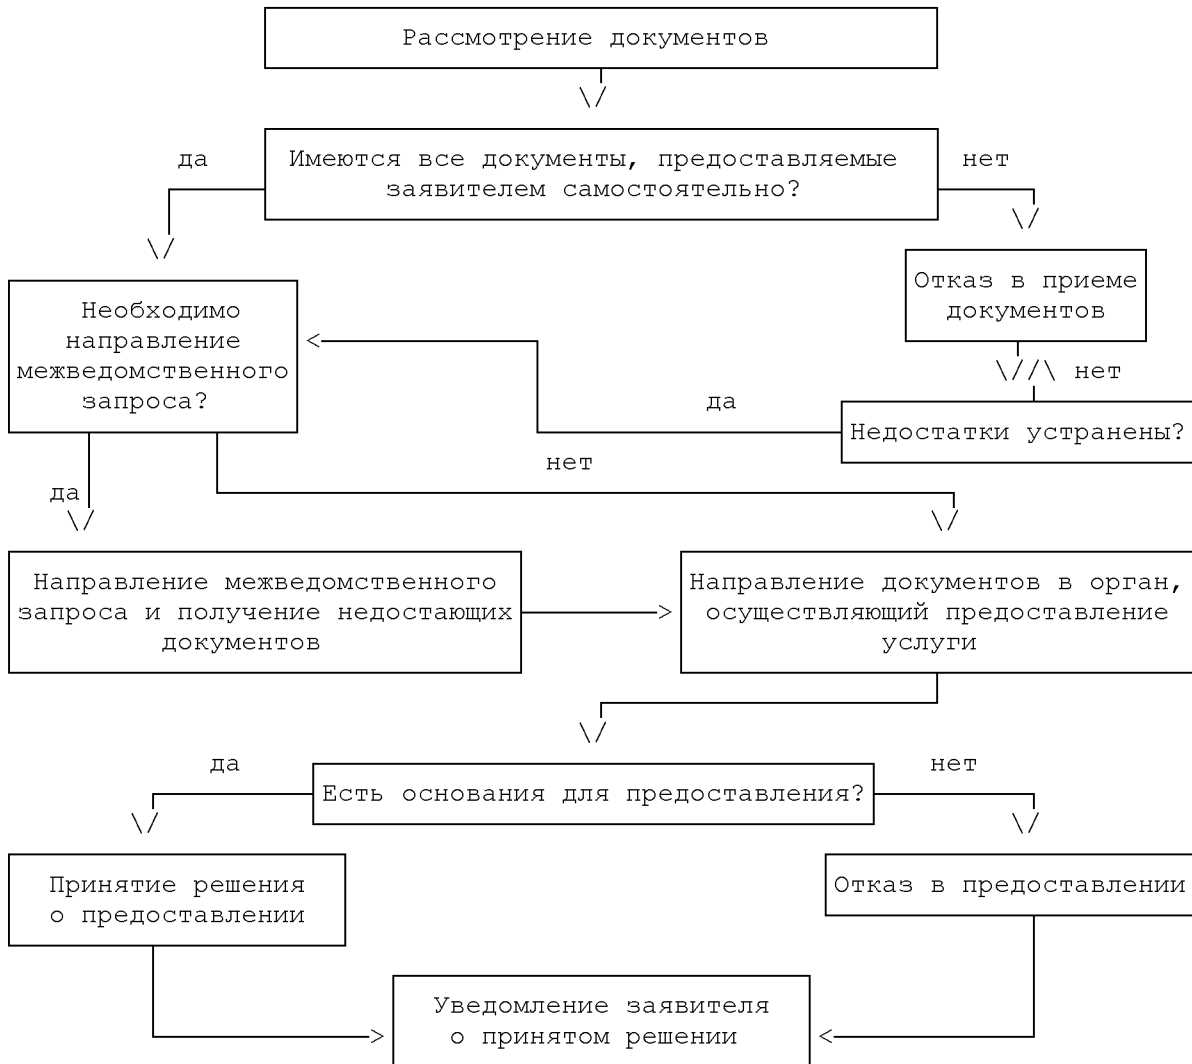 Рассмотрение документов
да
Имеются все документы, предоставляемые
заявителем самостоятельно?
нет
Отказ в приеме
документов
Необходимо
направление
межведомственного
запроса?
нет
да
Недостатки устранены?
нет
да
Направление межведомственного
запроса и получение недостающих
документов
Направление документов в орган,
осуществляющий предоставление
услуги
да
Есть основания для предоставления?
нет
Принятие решения
о предоставлении
Отказ в предоставлении
Уведомление заявителя
о принятом решении